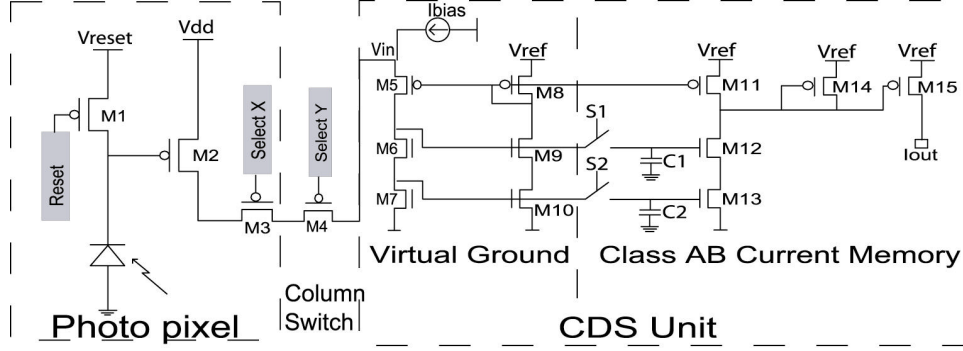 Ibias
Vreset
Vdd
Vin
Vref
Vref
Vref
Vref
M1
M5
M8
M11
M14
M15
Reset
M2
Select X
Select Y
M6
M9
S1
C1
M12
Iout
M7
M10
S2
C2
M13
M3
M4
Virtual Ground
Class AB Current Memory
Photo pixel
Column
Switch
CDS Unit